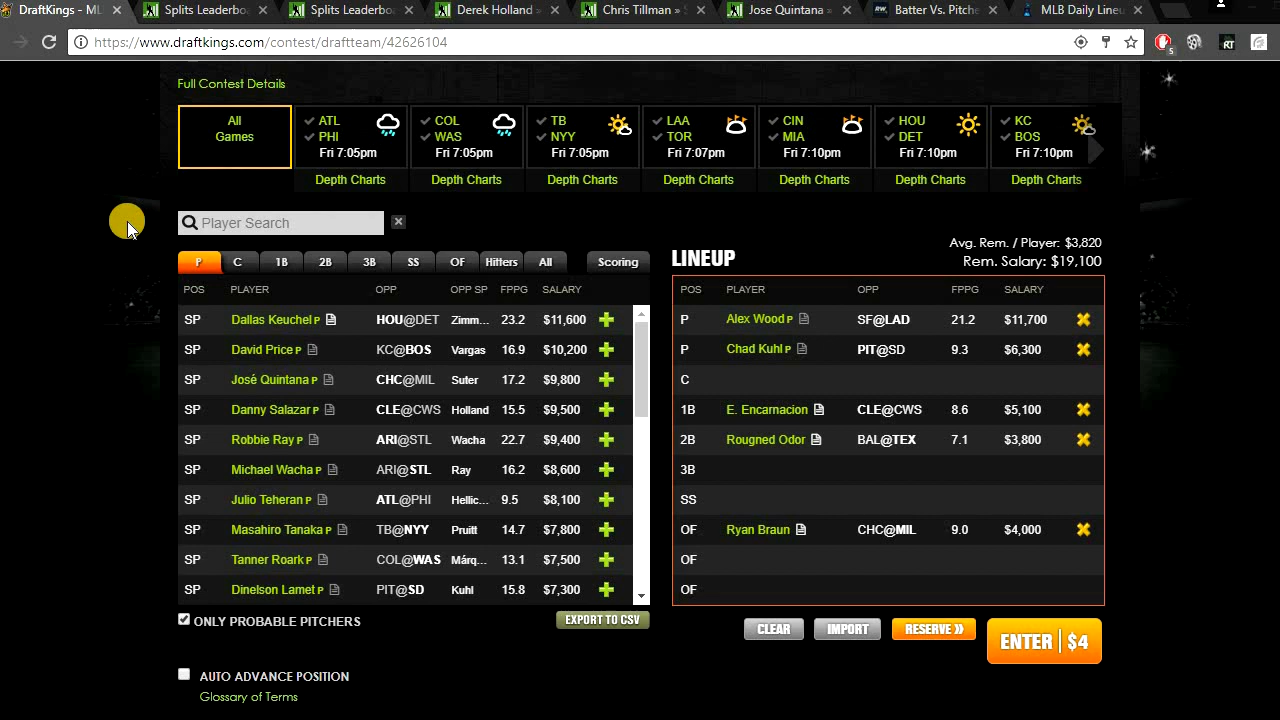 DraftKings - ML
Splits Leaderbo
Splits Leaderbo
Derek Holland » 
Chris Tillman » S
Jose Quintana »
Batter Vs. Pitche
MLB Daily Lineu
https://www.draftkings.com/contest/draftteam/42626104
Full Contest Details
All Games
ATL PHI Fri 7:05pm
COL WAS Fri 7:05pm
TB NYY Fri 7:05pm
LAA TOR Fri 7:07pm
CIN MIA Fri 7:10pm
HOU DET Fri 7:10pm
KC BOS Fri 7:10pm
Depth Charts Depth Charts Depth Charts Depth Charts Depth Charts Depth Charts Depth Charts
Player Search
P C 1B 2B 3B SS OF Hitters All Scoring
POS PLAYER OPP OPP SP FPPG SALARY
SP Dallas Keuchel P HOU@DET Zimm... 23.2 $11,600
SP David Price P KC@BOS Vargas 16.9 $10,200
SP José Quintana P CHC@MIL Suter 17.2 $9,800
SP Danny Salazar P CLE@CWS Holland 15.5 $9,500
SP Robbie Ray P ARI@STL Wacha 22.7 $9,400
SP Michael Wacha P ARI@STL Ray 16.2 $8,600
SP Julio Teheran P ATL@PHI Hellic... 9.5 $8,100
SP Masahiro Tanaka P TB@NYY Pruitt 14.7 $7,800
SP Tanner Roark P COL@WAS Márq... 13.1 $7,500
SP Dinelson Lamet P PIT@SD Kuhl 15.8 $7,300
ONLY PROBABLE PITCHERS
EXPORT TO CSV
AUTO ADVANCE POSITION
Glossary of Terms
LINEUP
Avg. Rem. / Player: $3,820
Rem. Salary: $19,100
POS PLAYER OPP FPPG SALARY
P Alex Wood P SF@LAD 21.2 $11,700
P Chad Kuhl P PIT@SD 9.3 $6,300
C
1B E. Encarnacion CLE@CWS 8.6 $5,100
2B Rougned Odor BAL@TEX 7.1 $3,800
3B
SS
OF Ryan Braun CHC@MIL 9.0 $4,000
OF
OF
CLEAR IMPORT RESERVE ENTER | $4